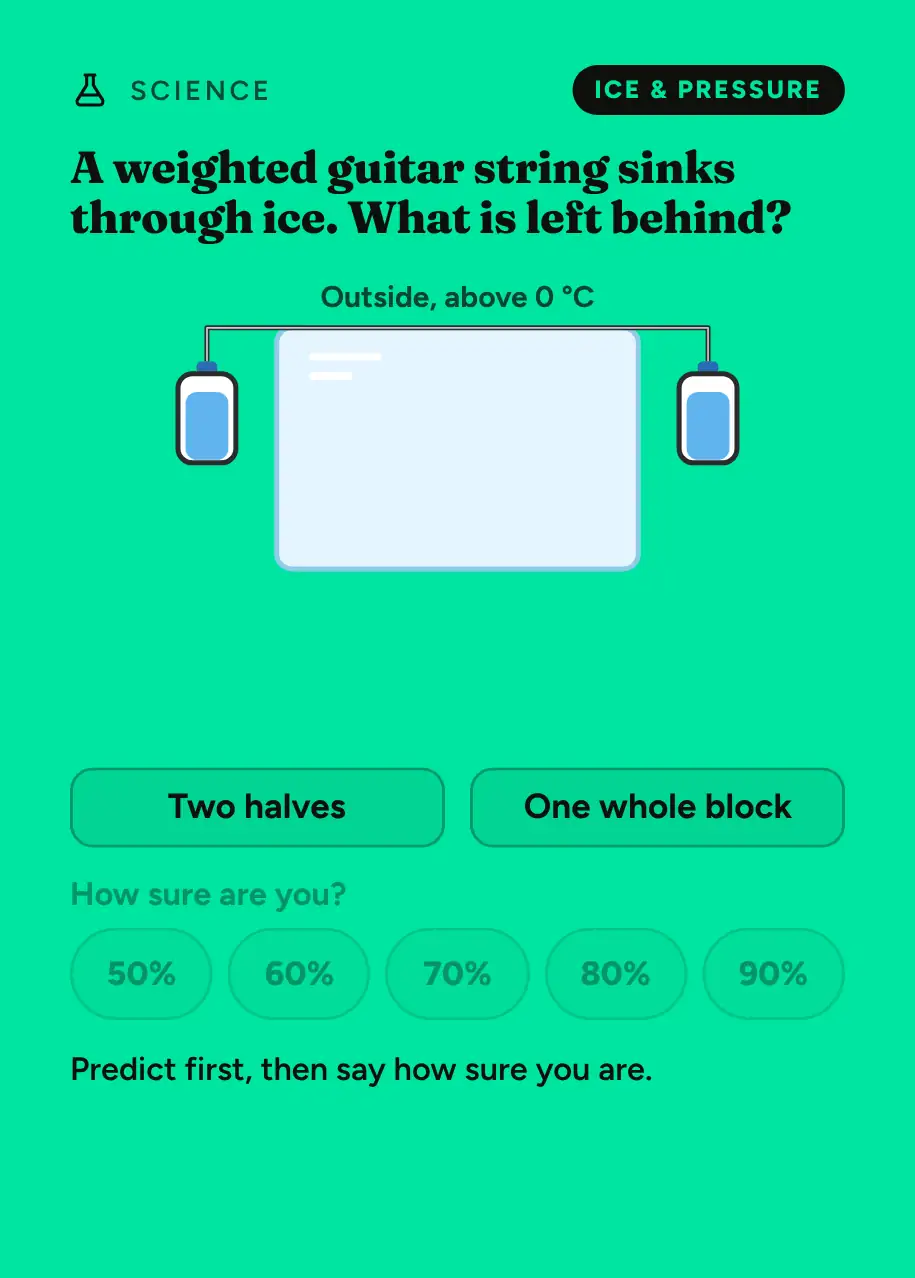 SCIENCE
ICE & PRESSURE
A weighted guitar string sinks
through ice. What is left behind?
Outside, above 0 °C
Two halves
One whole block
How sure are you?
50%
60%
70%
80%
90%
Predict first, then say how sure you are.